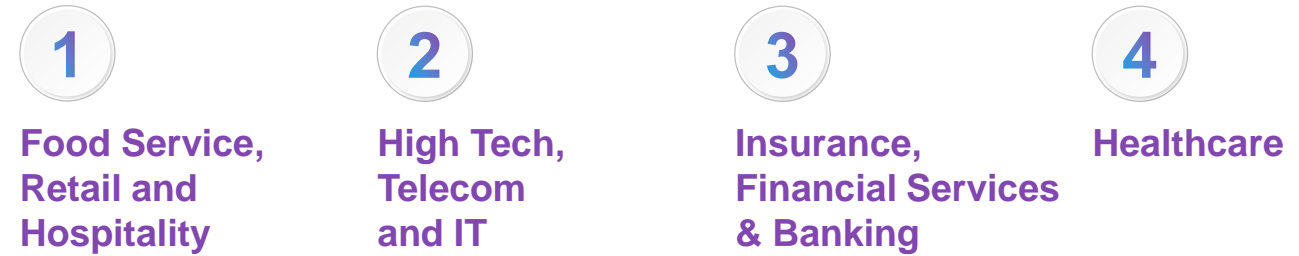 1
Food Service,
Retail and
Hospitality
2
High Tech,
Telecom
and IT
3
Insurance,
Financial Services
& Banking
4
Healthcare